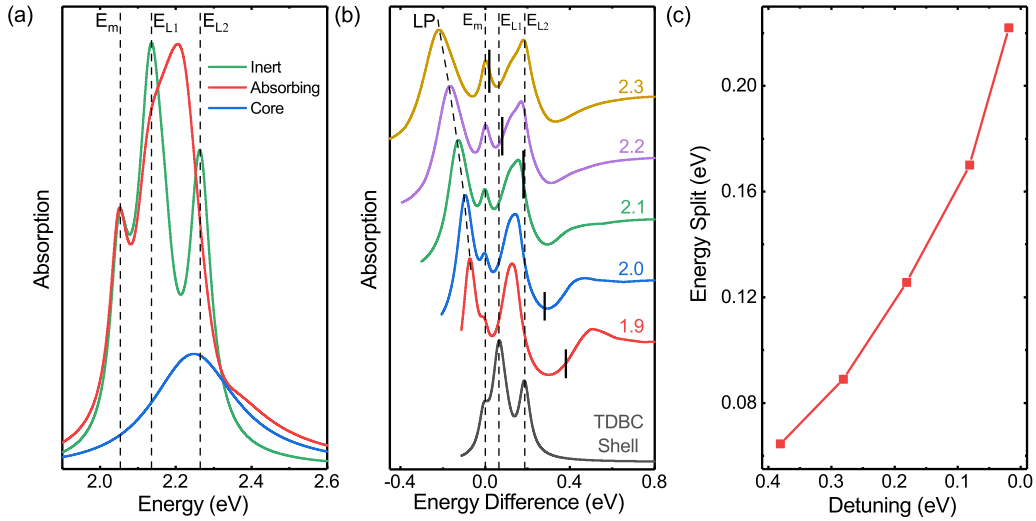 (a)
E_m
E_L1
E_L2
Inert
Absorbing
Core
Absorption
2.0
2.2
2.4
2.6
Energy (eV)
(b)
LP
E_m
E_L1
E_L2
2.3
2.2
2.1
2.0
1.9
TDBC
Shell
Absorption
-0.4
0.0
0.4
0.8
Energy Difference (eV)
(c)
Energy Split (eV)
0.20
0.16
0.12
0.08
0.4
0.3
0.2
0.1
0.0
Detuning (eV)